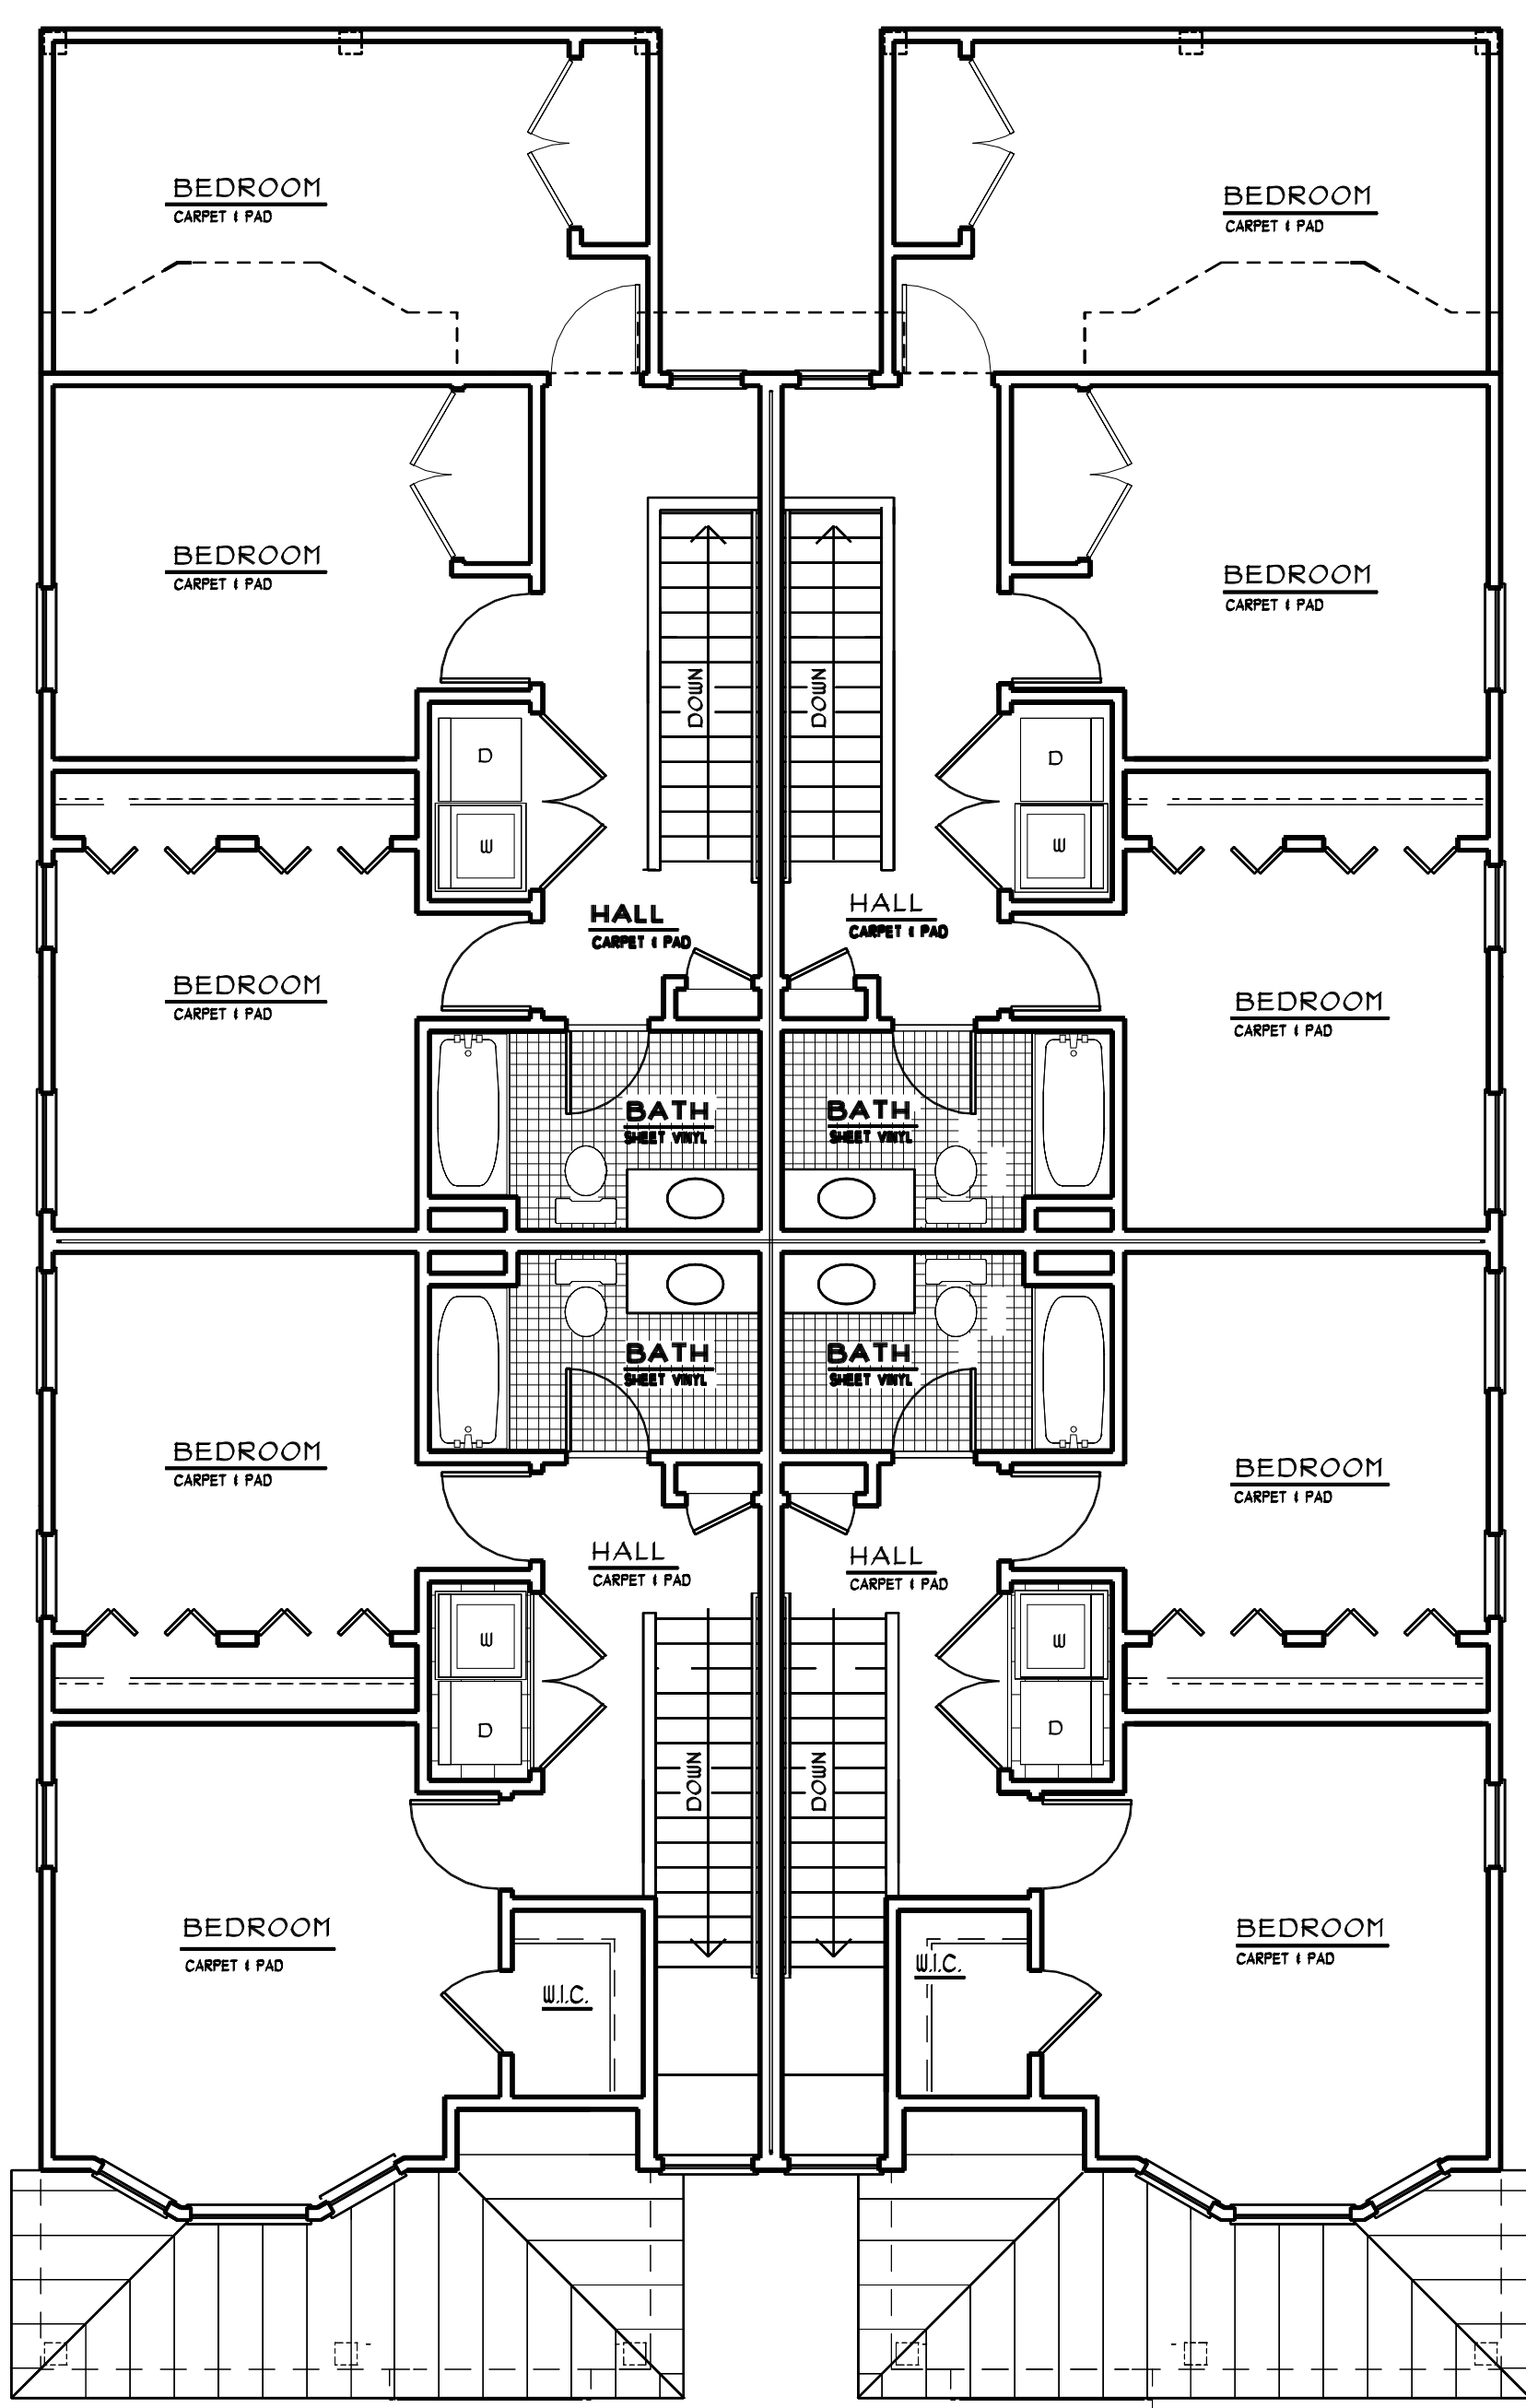 BEDROOM
CARPET & PAD
BEDROOM
CARPET & PAD
BEDROOM
CARPET & PAD
BEDROOM
CARPET & PAD
DOWN
DOWN
D
D
W
W
HALL
CARPET & PAD
HALL
CARPET & PAD
BEDROOM
CARPET & PAD
BEDROOM
CARPET & PAD
BATH
SHEET VINYL
BATH
SHEET VINYL
BATH
SHEET VINYL
BATH
SHEET VINYL
BEDROOM
CARPET & PAD
BEDROOM
CARPET & PAD
HALL
CARPET & PAD
HALL
CARPET & PAD
W
W
D
D
DOWN
DOWN
BEDROOM
CARPET & PAD
BEDROOM
CARPET & PAD
W.I.C.
W.I.C.